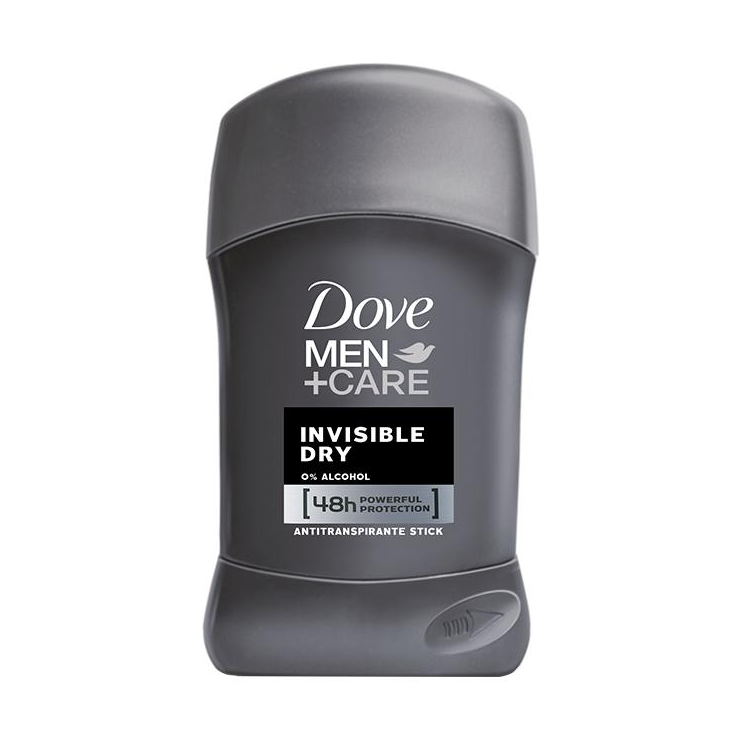 Dove
MEN
+CARE
INVISIBLE
DRY
0% ALCOHOL
[48h POWERFUL
PROTECTION]
ANTITRANSPIRANTE STICK